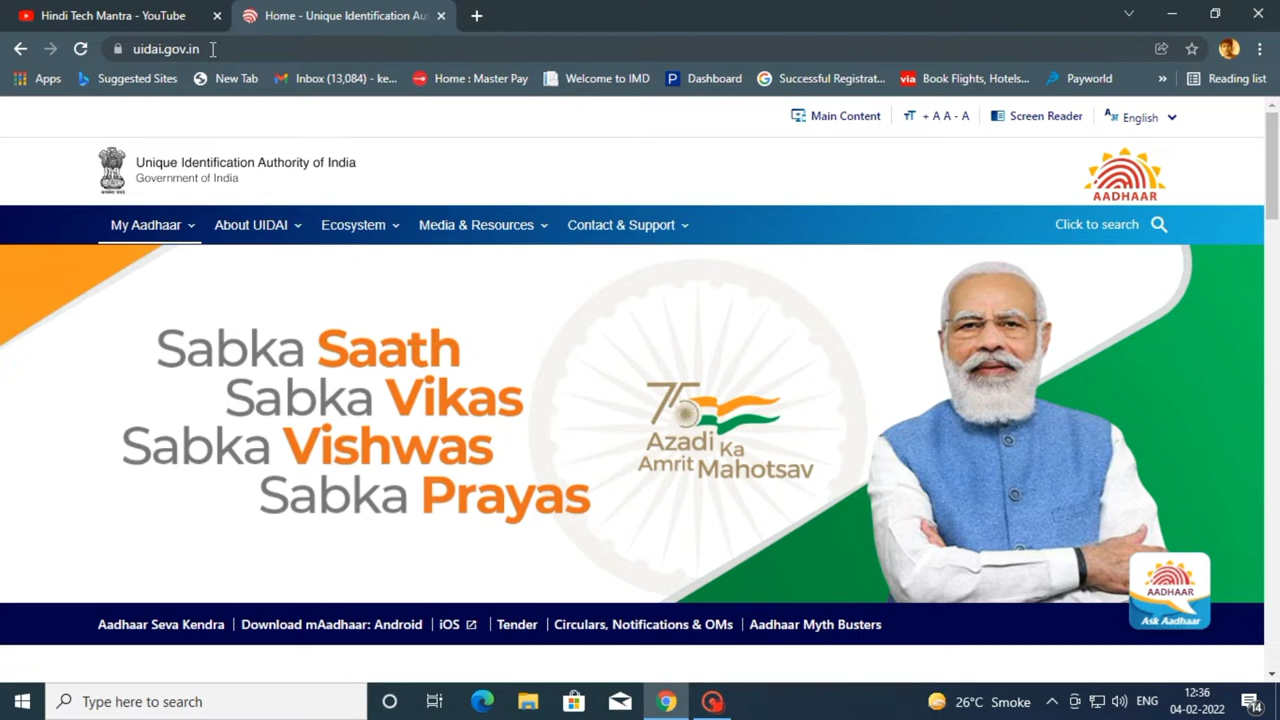 Hindi Tech Mantra - YouTube
Home - Unique Identification Au
uidai.gov.in
Apps
Suggested Sites
New Tab
Inbox (13,084) - ke...
Home : Master Pay
Welcome to IMD
P Dashboard
G Successful Registrat...
via Book Flights, Hotels...
Payworld
»
Reading list
Main Content
TT + A A - A
Screen Reader
English
Unique Identification Authority of India
Government of India
AADHAAR
My Aadhaar
About UIDAI
Ecosystem
Media & Resources
Contact & Support
Click to search
Sabka Saath
Sabka Vikas
Sabka Vishwas
Sabka Prayas
75
Azadi Ka
Amrit Mahotsav
AADHAAR
Ask Aadhaar
Aadhaar Seva Kendra
Download mAadhaar: Android
iOS
Tender
Circulars, Notifications & OMs
Aadhaar Myth Busters
Type here to search
26°C Smoke
ENG
12:36
04-02-2022
14